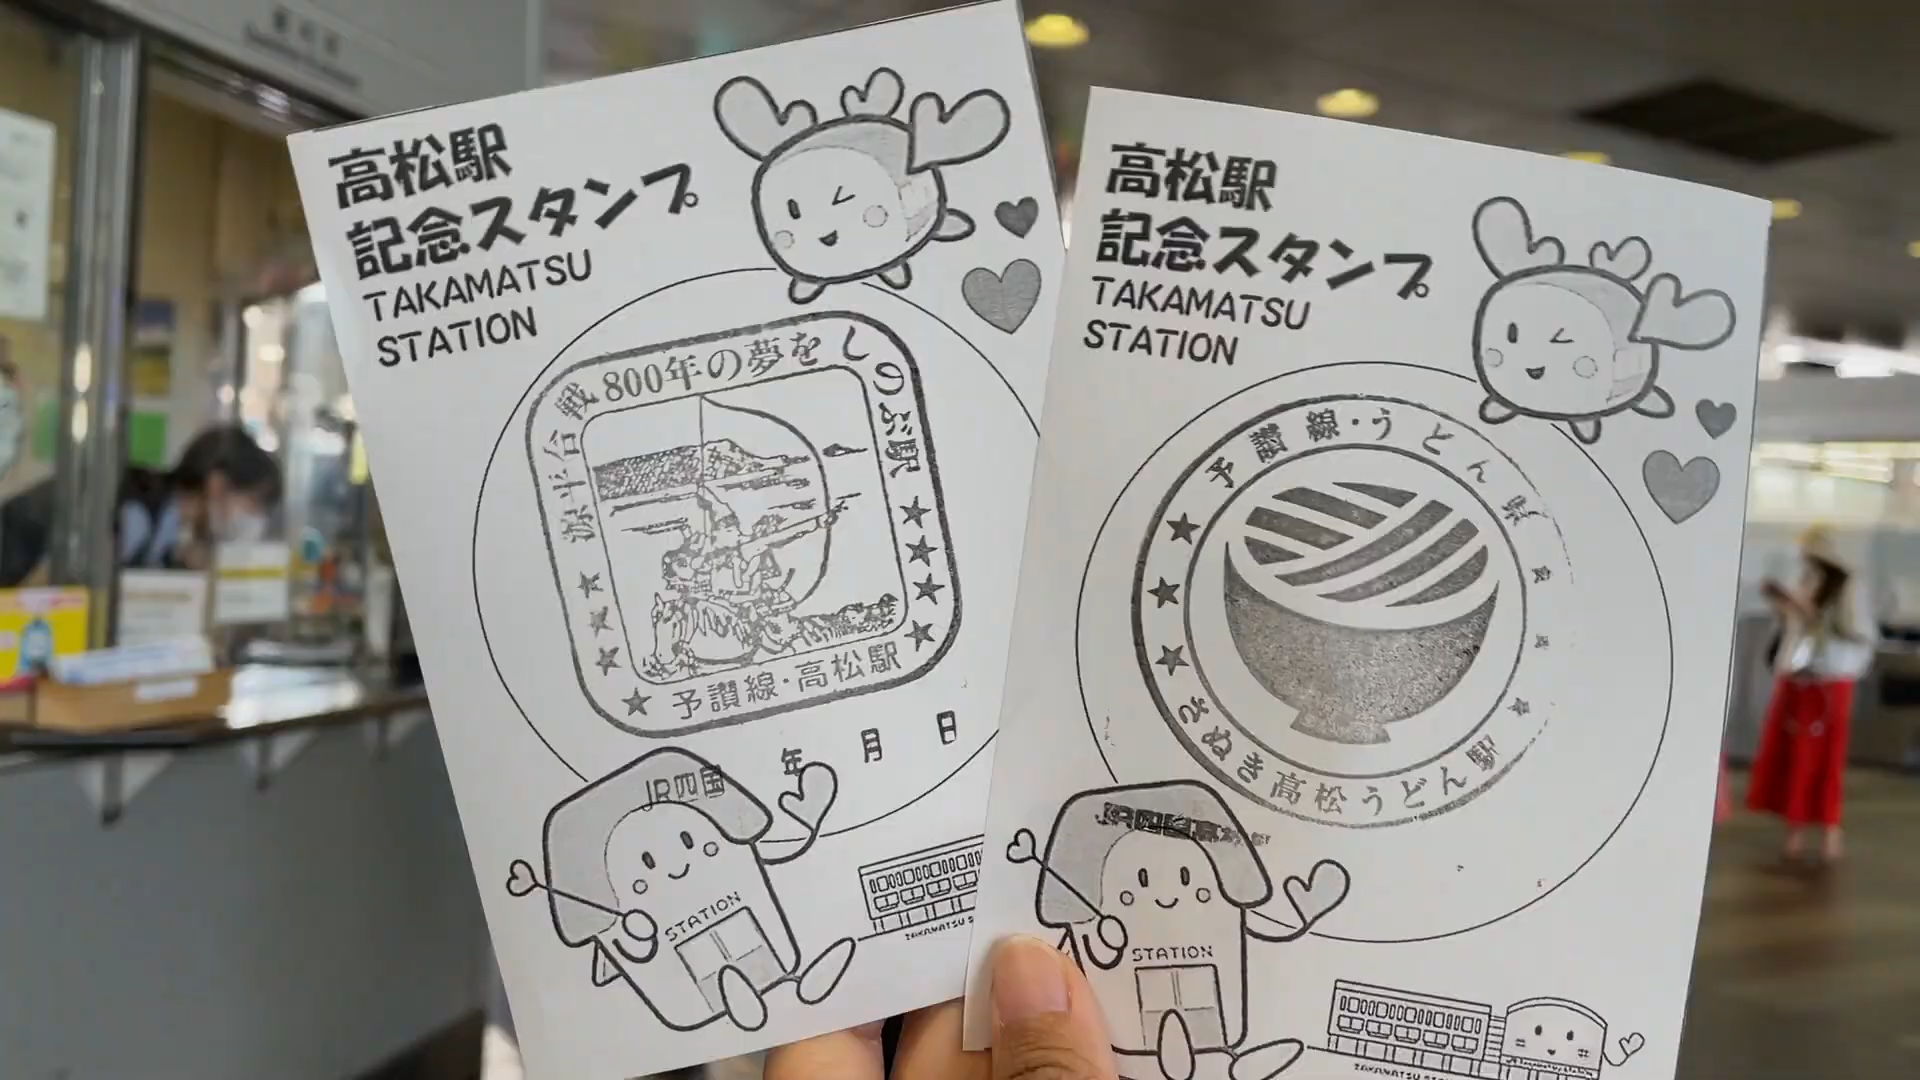 高松駅
記念スタンプ
TAKAMATSU
STATION
源平合戦800年の夢をしのぶ駅
予讃線・高松駅
年 月 日
JR四国
STATION
高松駅
記念スタンプ
TAKAMATSU
STATION
予讃線・うどん駅
さぬき高松うどん駅
STATION